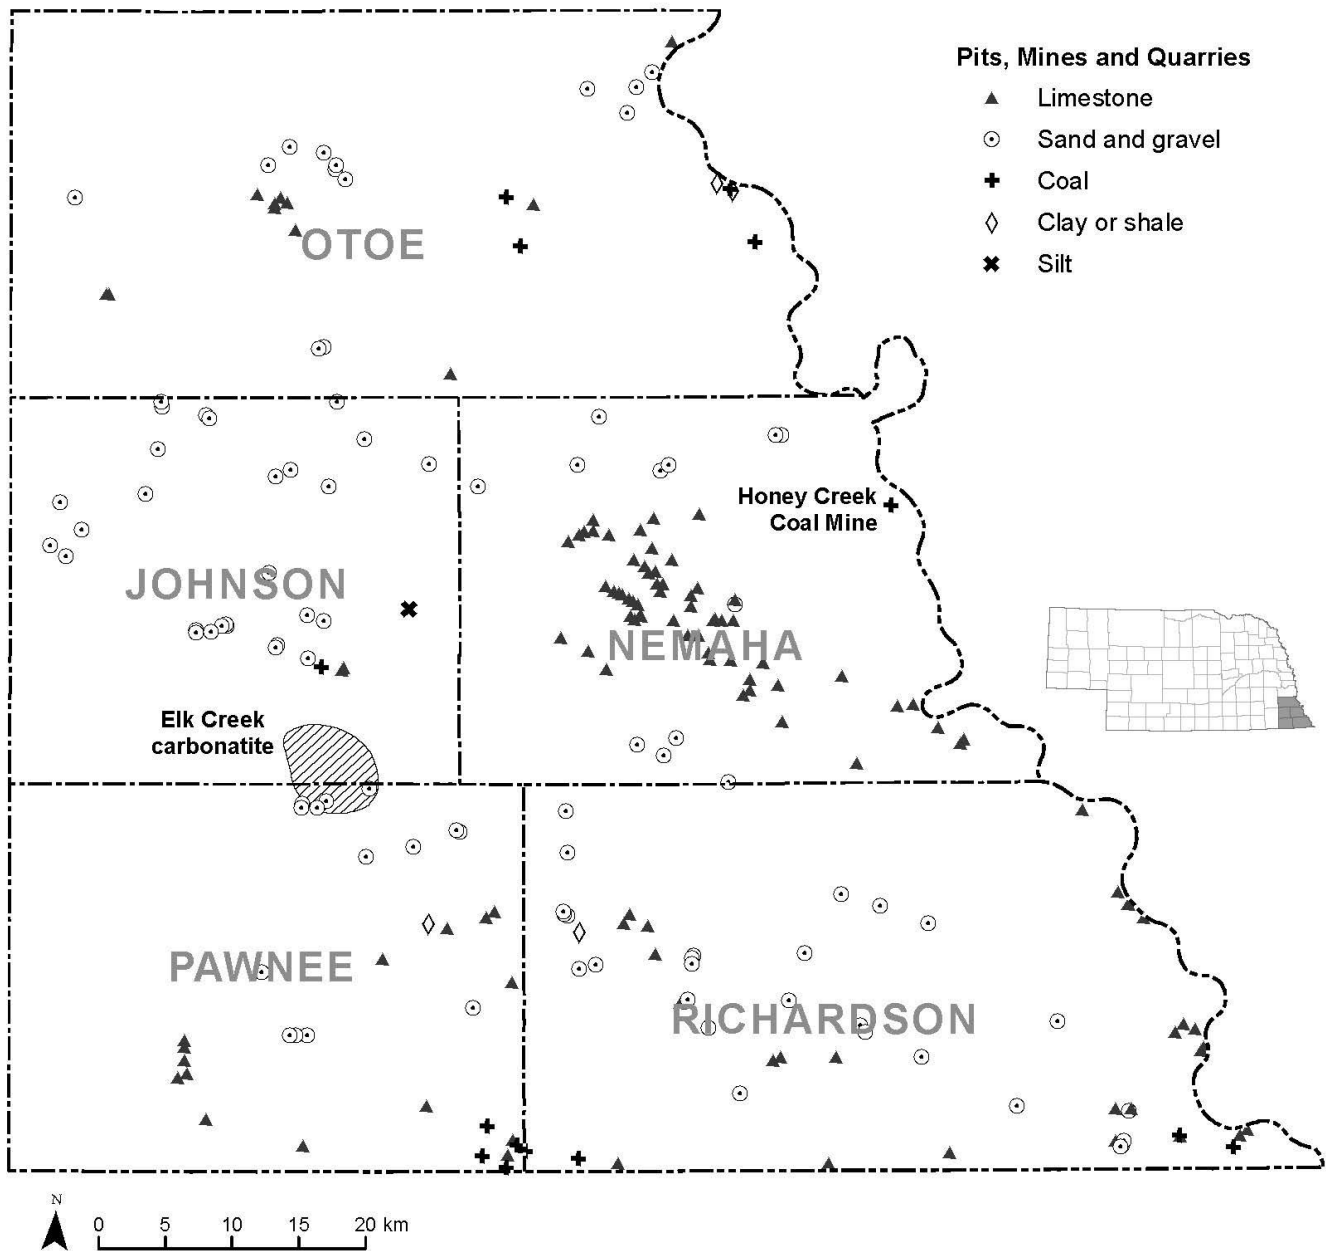 Pits, Mines and Quarries
Limestone
Sand and gravel
Coal
Clay or shale
Silt
OTOE
Honey Creek
Coal Mine
JOHNSON
NEMAHA
Elk Creek
carbonatite
PAWNEE
RICHARDSON
N
0 5 10 15 20 km